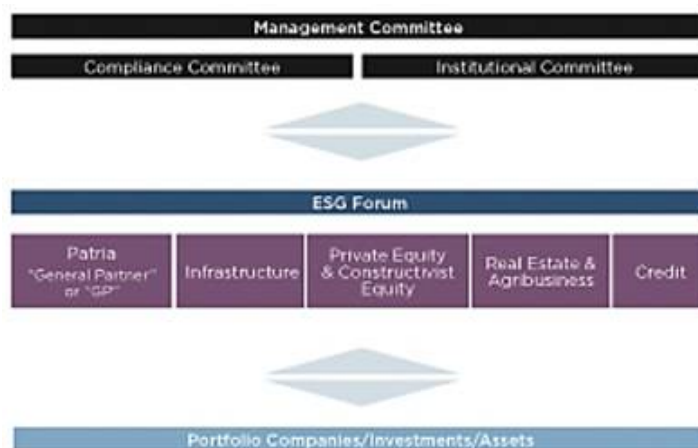 Management Committee
Compliance Committee
Institutional Committee
ESG Forum
Patria
"General Partner"
or "GP"
Infrastructure
Private Equity
& Constructivist
Equity
Real Estate &
Agribusiness
Credit
Portfolio Companies/Investments/Assets